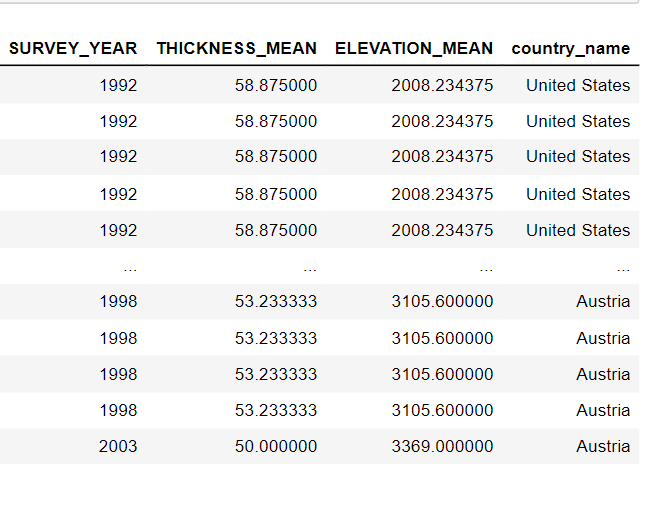 SURVEY_YEAR THICKNESS_MEAN ELEVATION_MEAN country_name
1992 58.875000 2008.234375 United States
1992 58.875000 2008.234375 United States
1992 58.875000 2008.234375 United States
1992 58.875000 2008.234375 United States
1992 58.875000 2008.234375 United States
... ... ... ...
1998 53.233333 3105.600000 Austria
1998 53.233333 3105.600000 Austria
1998 53.233333 3105.600000 Austria
1998 53.233333 3105.600000 Austria
2003 50.000000 3369.000000 Austria